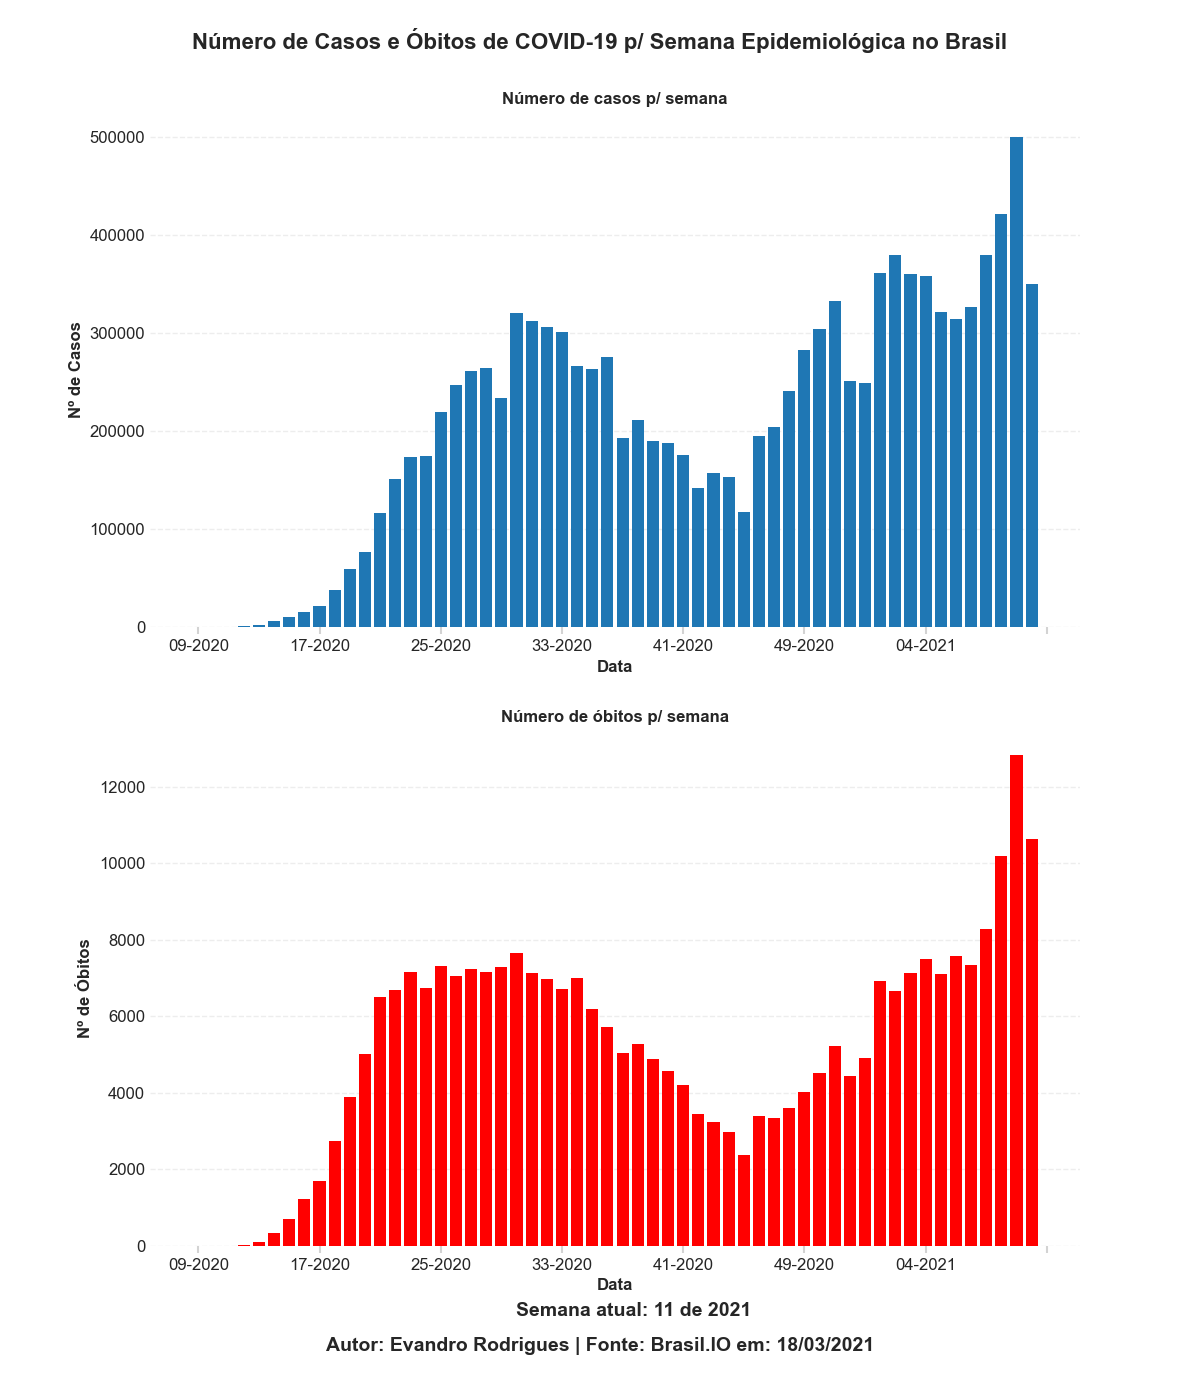 Número de Casos e Óbitos de COVID-19 p/ Semana Epidemiológica no Brasil
Número de casos p/ semana
500000
400000
300000
200000
100000
0
Nº de Casos
09-2020 17-2020 25-2020 33-2020 41-2020 49-2020 04-2021
Data
Número de óbitos p/ semana
12000
10000
8000
6000
4000
2000
0
Nº de Óbitos
09-2020 17-2020 25-2020 33-2020 41-2020 49-2020 04-2021
Data
Semana atual: 11 de 2021
Autor: Evandro Rodrigues | Fonte: Brasil.IO em: 18/03/2021